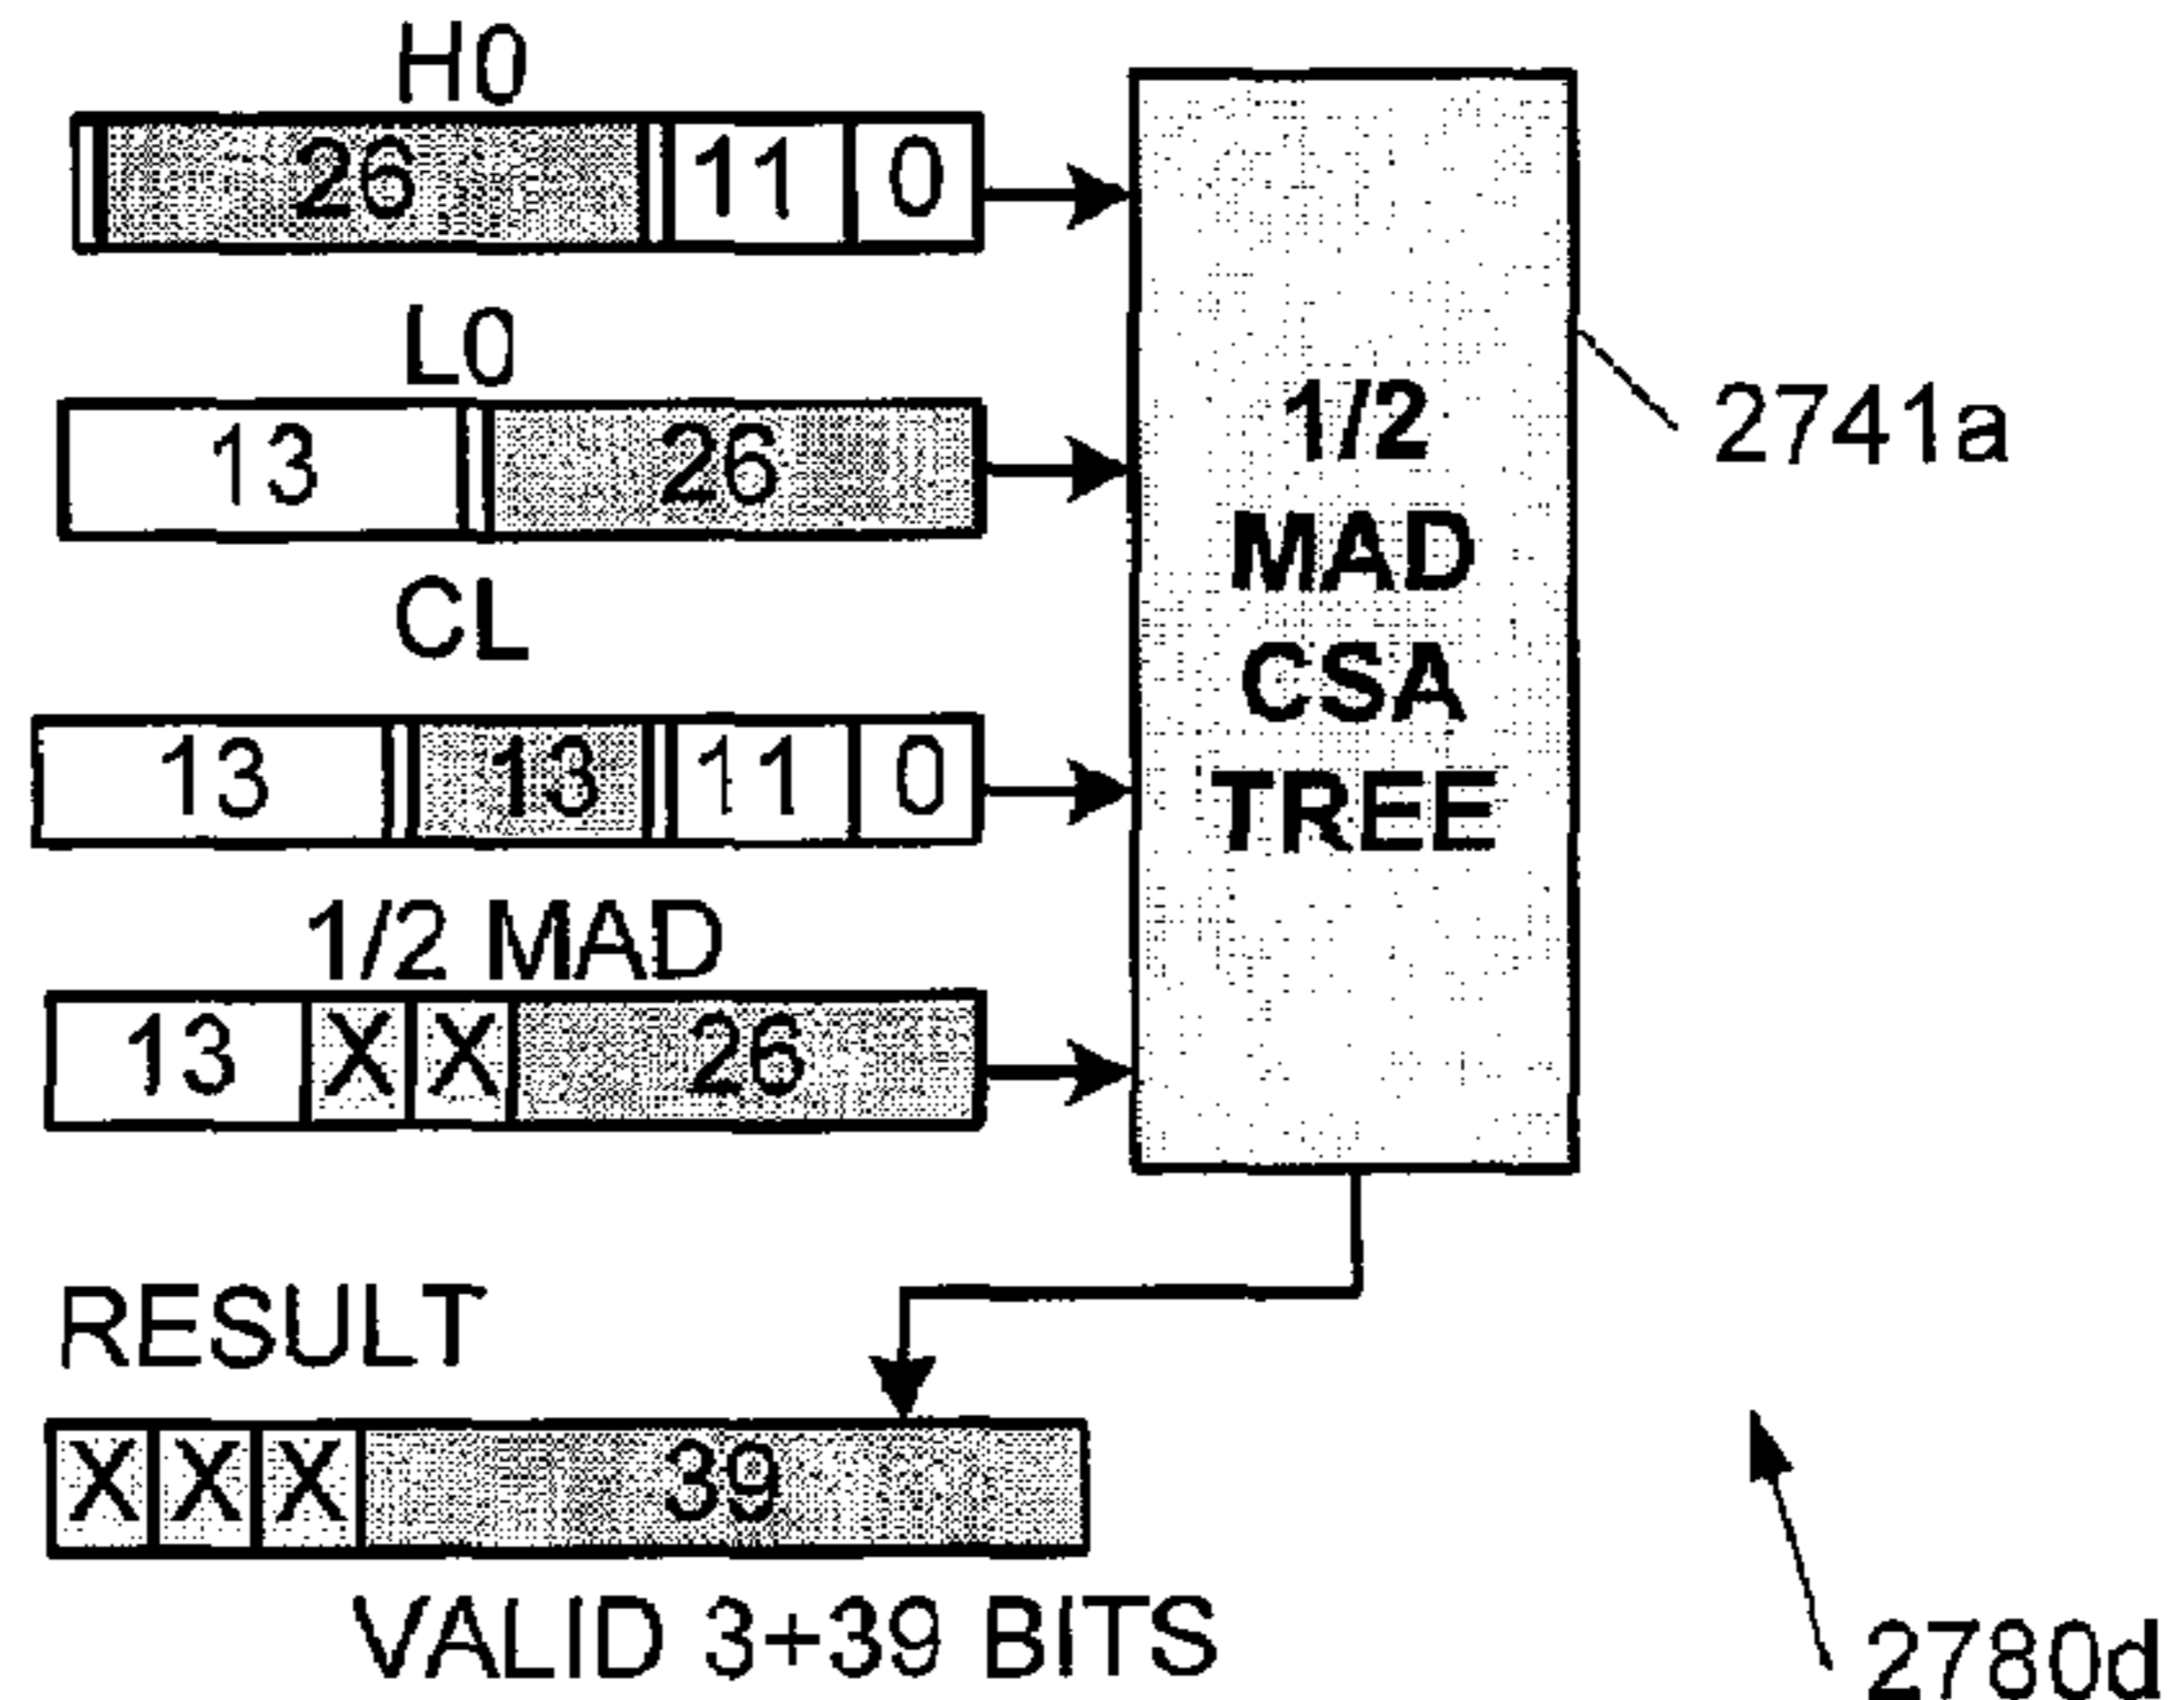 H0
26 11 0
L0
13 26
CL
13 13 11 0
1/2 MAD
13 X X 26
1/2
MAD
CSA
TREE
2741a
RESULT
X X X 39
VALID 3+39 BITS
2780d